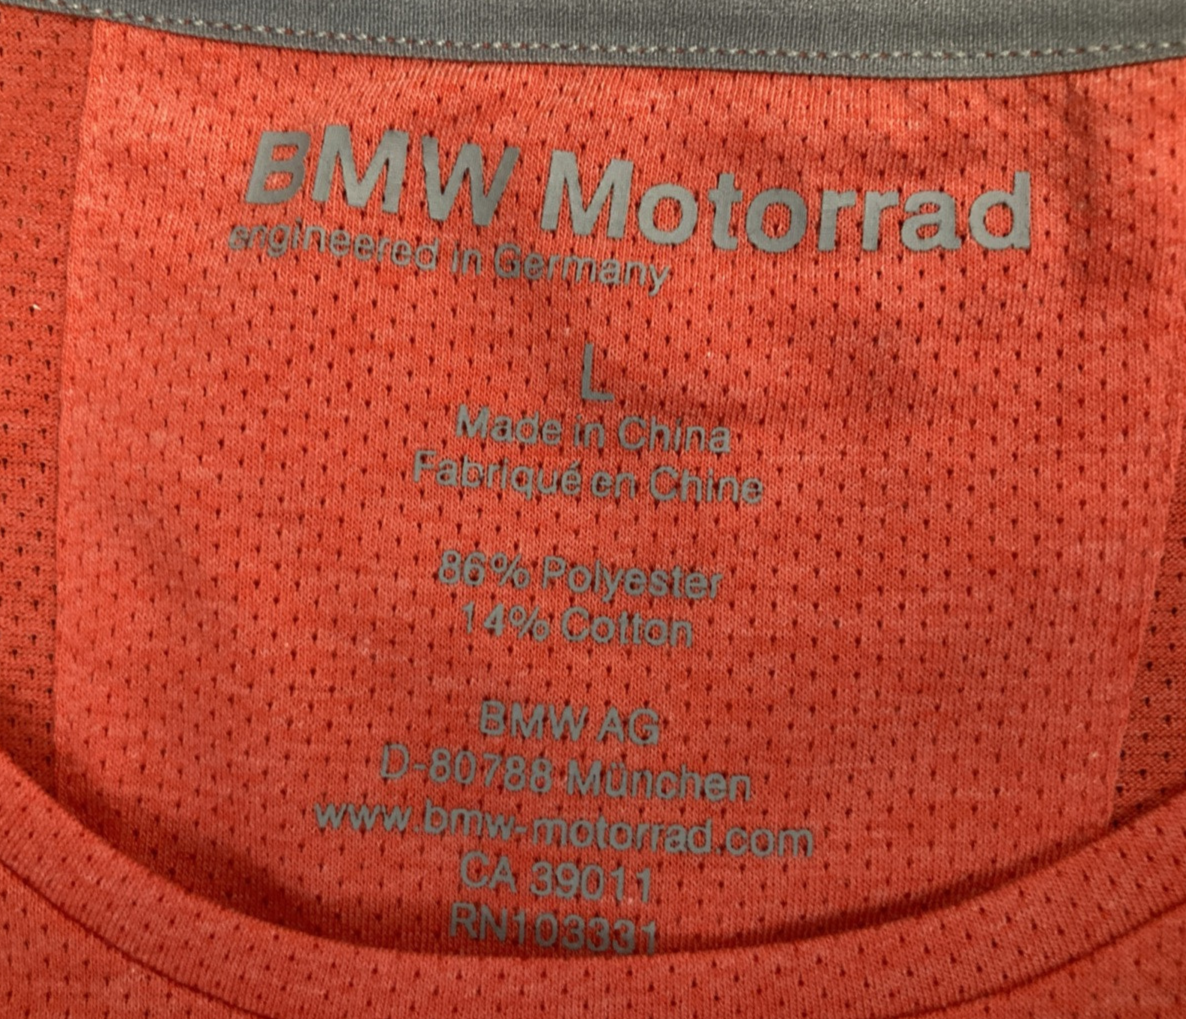 BMW Motorrad
engineered in Germany
L
Made in China
Fabriqué en Chine
86% Polyester
14% Cotton
BMW AG
D-80788 München
www.bmw-motorrad.com
CA 39011
RN103331